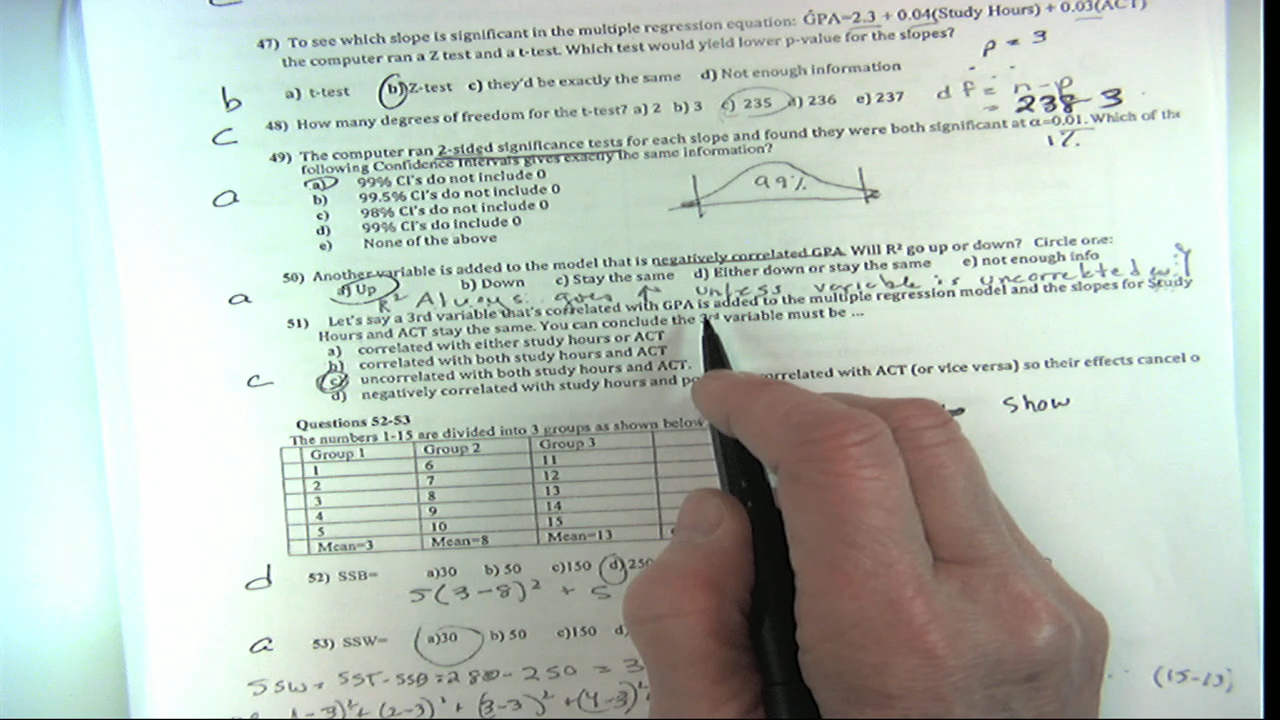 47) To see which slope is significant in the multiple regression equation: ĜPA=2.3 + 0.04(Study Hours) + 0.03(ACT)
the computer ran a Z test and a t-test. Which test would yield lower p-value for the slopes?
p = 3
b a) t-test b) Z-test c) they'd be exactly the same d) Not enough information
df = n-p
= 238-3
C 48) How many degrees of freedom for the t-test? a) 2 b) 3 c) 235 d) 236 e) 237
49) The computer ran 2-sided significance tests for each slope and found they were both significant at α=0.01. Which of the
following Confidence Intervals gives exactly the same information?
1%
a a) 99% CI's do not include 0
b) 99.5% CI's do not include 0
c) 98% CI's do not include 0
d) 99% CI's do include 0
e) None of the above
99%
50) Another variable is added to the model that is negatively correlated GPA. Will R² go up or down? Circle one:
a a) Up b) Down c) Stay the same d) Either down or stay the same e) not enough info
R² Always goes ↑ unless variable is uncorrelated w/ Y
51) Let's say a 3rd variable that's correlated with GPA is added to the multiple regression model and the slopes for Study
Hours and ACT stay the same. You can conclude the 3rd variable must be ...
a) correlated with either study hours or ACT
b) correlated with both study hours and ACT
c c) uncorrelated with both study hours and ACT.
d) negatively correlated with study hours and correlated with ACT (or vice versa) so their effects cancel o
show
Questions 52-53
The numbers 1-15 are divided into 3 groups as shown below
Group 1 Group 2 Group 3
1 6 11
2 7 12
3 8 13
4 9 14
5 10 15
Mean=3 Mean=8 Mean=13
d 52) SSB= a)30 b) 50 c)150 d)250
5(3-8)² + 5
a 53) SSW= a)30 b) 50 c)150 d)
SSW = SST-SSB = 280-250 = 3
(15-13)
1-3)² + (2-3)² + (3-3)² + (4-3)²